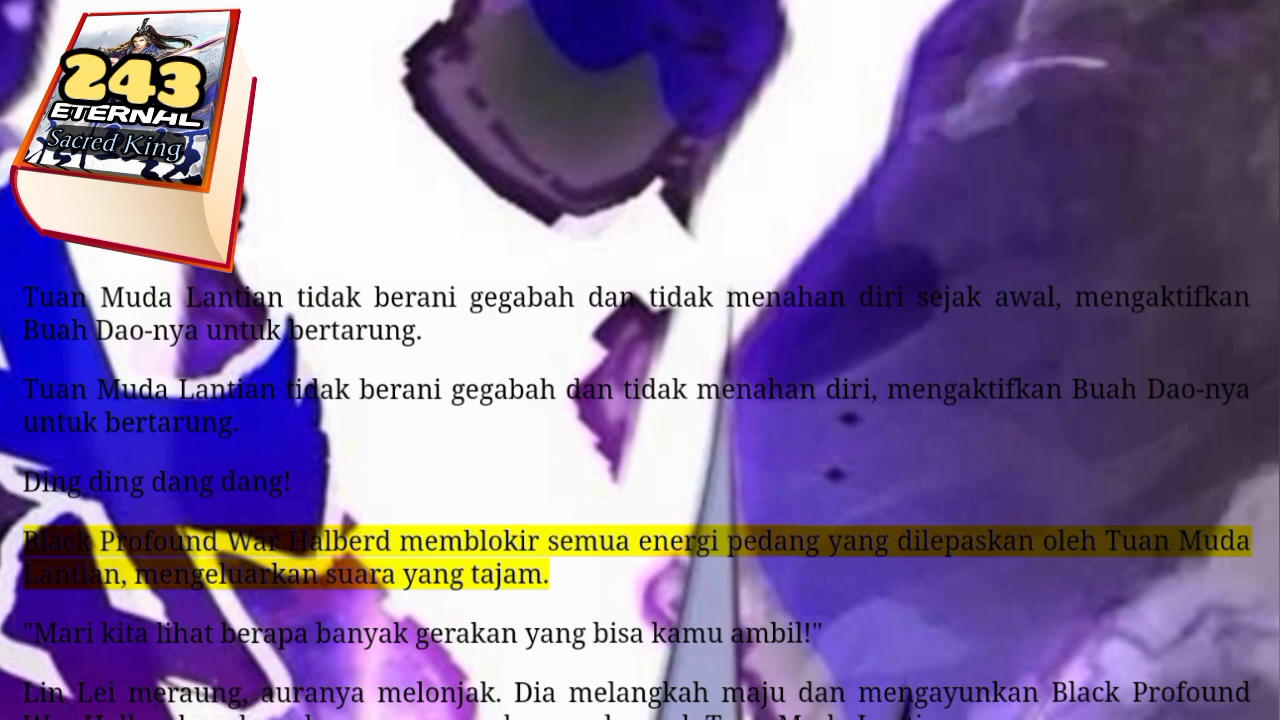 243
ETERNAL
Sacred King
Tuan Muda Lantian tidak berani gegabah dan tidak menahan diri sejak awal, mengaktifkan
Buah Dao-nya untuk bertarung.
Tuan Muda Lantian tidak berani gegabah dan tidak menahan diri, mengaktifkan Buah Dao-nya
untuk bertarung.
Ding ding dang dang!
Black Profound War Halberd memblokir semua energi pedang yang dilepaskan oleh Tuan Muda
Lantian, mengeluarkan suara yang tajam.
"Mari kita lihat berapa banyak gerakan yang bisa kamu ambil!"
Lin Lei meraung, auranya melonjak. Dia melangkah maju dan mengayunkan Black Profound